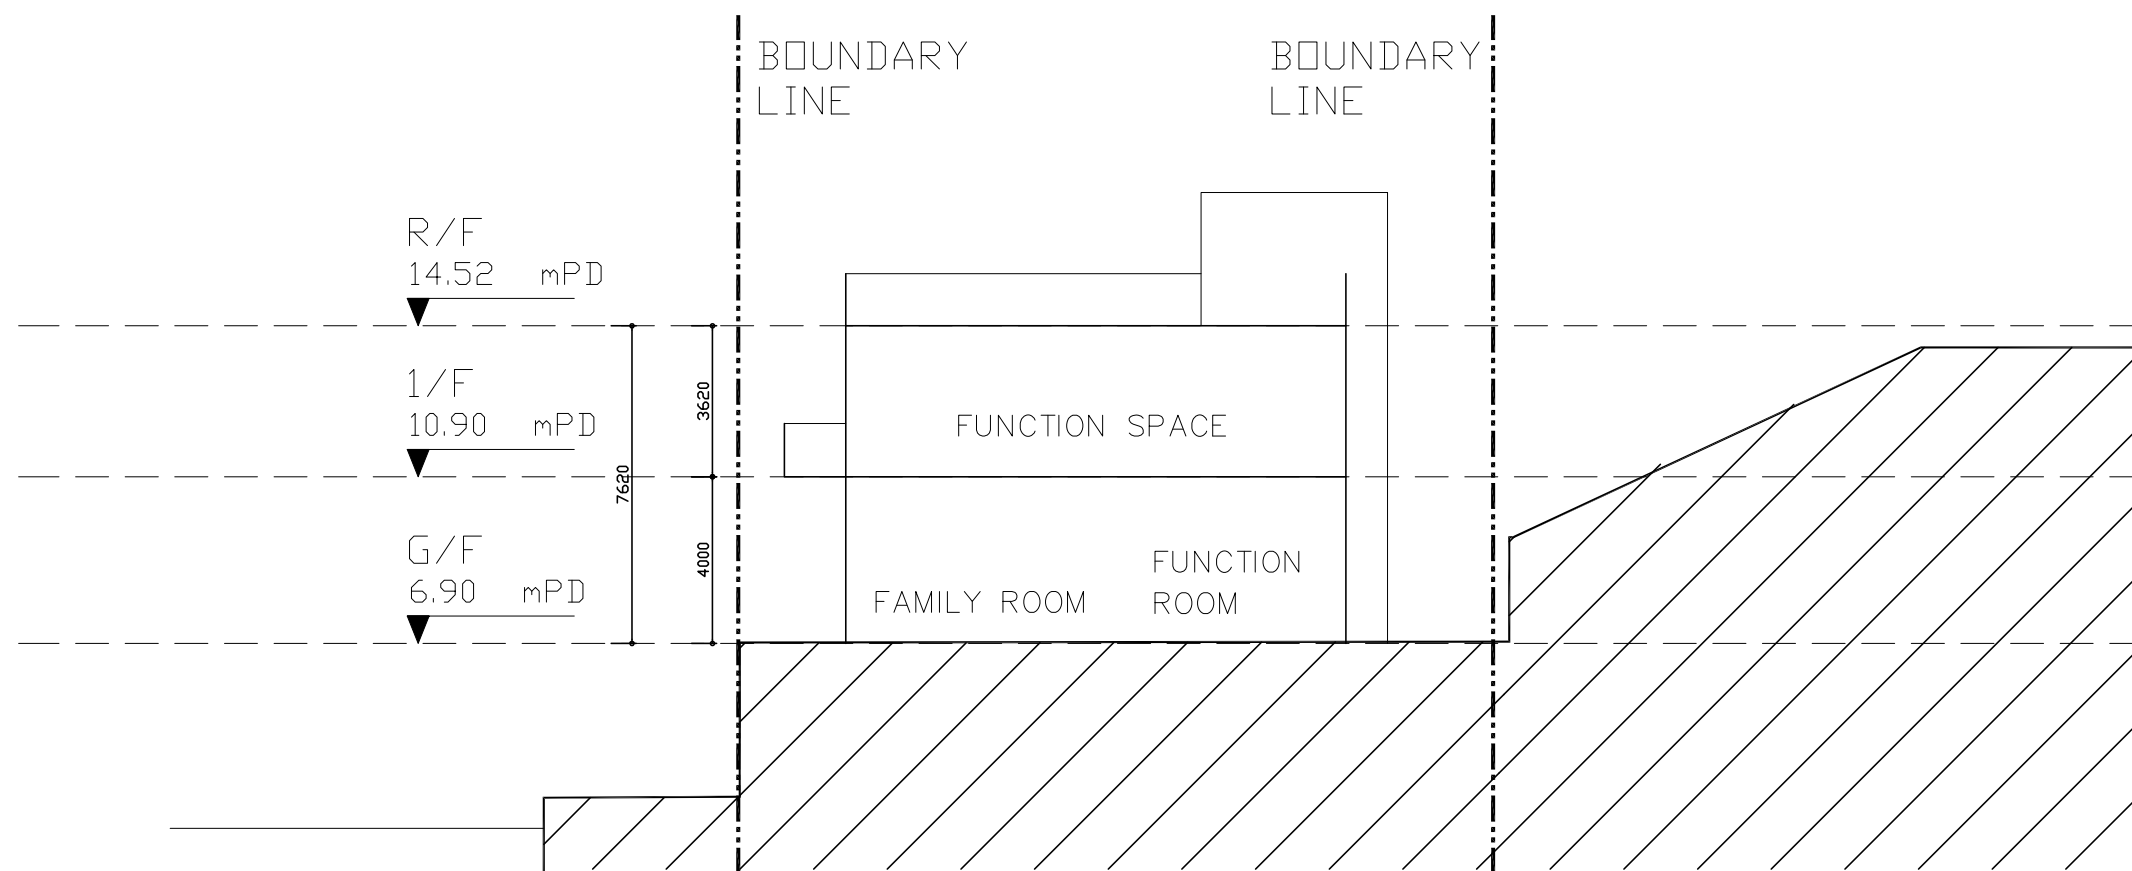 BOUNDARY
LINE
BOUNDARY
LINE
R/F
14.52 mPD
1/F
10.90 mPD
G/F
6.90 mPD
7620
3620
4000
FUNCTION SPACE
FAMILY ROOM
FUNCTION
ROOM